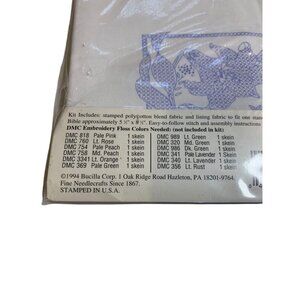 Kit Includes: stamped poly/cotton blend fabric and lining fabric to fit one stan
Bible approximately 5 ½" x 8 ½". Easy-to-follow stitch and assembly instructions
DMC Embroidery Floss Colors Needed: (not included in kit)
DMC 818 Pale Pink 1 skein DMC 989 Lt. Green 1 skein
DMC 760 Lt. Rose 1 skein DMC 320 Md. Green 1 skein
DMC 754 Pale Peach 1 skein DMC 986 Dk. Green 1 skein
DMC 758 Md. Peach 1 skein DMC 341 Pale Lavender 1 skein
DMC 3341 Lt. Orange 1 skein DMC 340 Lt. Lavender 1 skein
DMC 369 Pale Green 1 skein DMC 356 Lt. Rust 1 skein
©1994 Bucilla Corp. 1 Oak Ridge Road Hazleton, PA 18201-9764.
Fine Needlecrafts Since 1867.
STAMPED IN U.S.A.